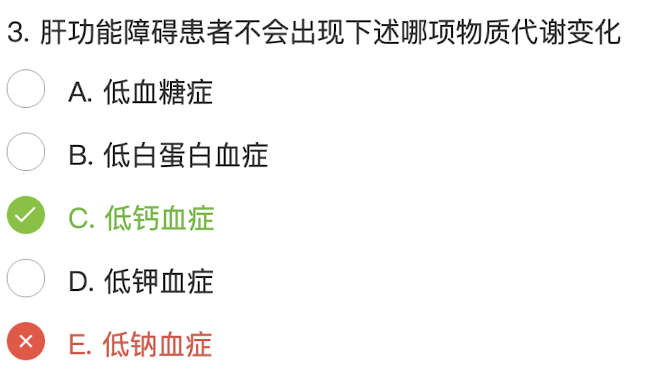 3. 肝功能障碍患者不会出现下述哪项物质代谢变化
A. 低血糖症
B. 低白蛋白血症
C. 低钙血症
D. 低钾血症
E. 低钠血症